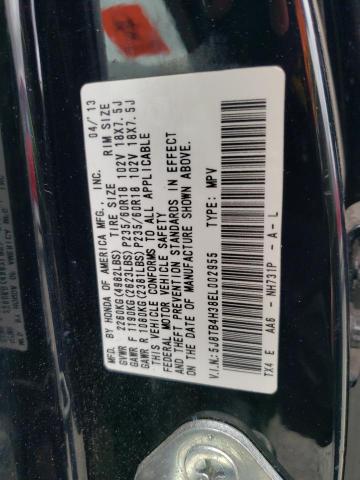 MFD. BY HONDA OF AMERICA MFG., INC. 04/'13
GVWR 2260KG(4982LBS) TIRE SIZE RIM SIZE
GAWR F 1190KG(2622LBS) P235/60R18 102V 18X7.5J
GAWR R 1080KG(2381LBS) P235/60R18 102V 18X7.5J
THIS VEHICLE CONFORMS TO ALL APPLICABLE
FEDERAL MOTOR VEHICLE SAFETY
AND THEFT PREVENTION STANDARDS IN EFFECT
ON THE DATE OF MANUFACTURE SHOWN ABOVE.
V.I.N.: 5J8TB4H36EL002955 TYPE: MPV
TX4 E AA6 - NH731P - A - L